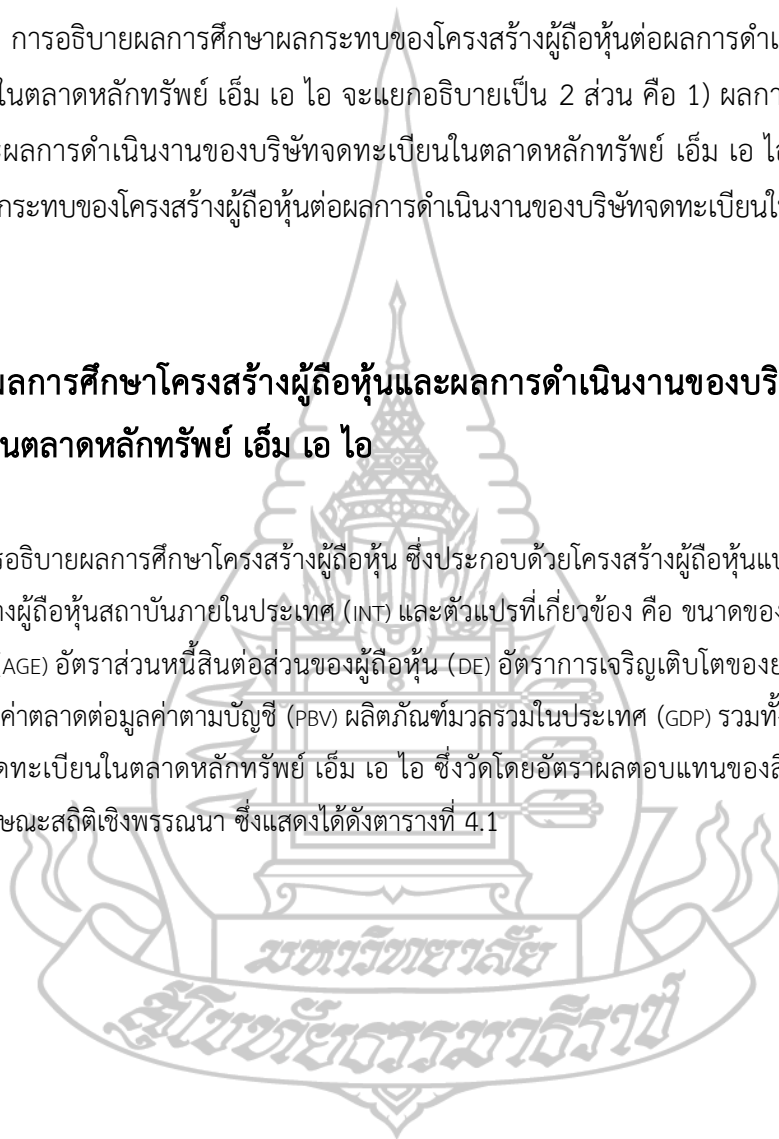 การอธิบายผลการศึกษาผลกระทบของโครงสร้างผู้ถือหุ้นต่อผลการดำเ
ในตลาดหลักทรัพย์ เอ็ม เอ ไอ จะแยกอธิบายเป็น 2 ส่วน คือ 1) ผลกา
ะผลการดำเนินงานของบริษัทจดทะเบียนในตลาดหลักทรัพย์ เอ็ม เอ ไอ
กระทบของโครงสร้างผู้ถือหุ้นต่อผลการดำเนินงานของบริษัทจดทะเบียนใ
ผลการศึกษาโครงสร้างผู้ถือหุ้นและผลการดำเนินงานของบริ
นตลาดหลักทรัพย์ เอ็ม เอ ไอ
รอธิบายผลการศึกษาโครงสร้างผู้ถือหุ้น ซึ่งประกอบด้วยโครงสร้างผู้ถือหุ้นแบ
างผู้ถือหุ้นสถาบันภายในประเทศ (INT) และตัวแปรที่เกี่ยวข้อง คือ ขนาดของ
(AGE) อัตราส่วนหนี้สินต่อส่วนของผู้ถือหุ้น (DE) อัตราการเจริญเติบโตของย
ค่าตลาดต่อมูลค่าตามบัญชี (PBV) ผลิตภัณฑ์มวลรวมในประเทศ (GDP) รวมทั้
ดทะเบียนในตลาดหลักทรัพย์ เอ็ม เอ ไอ ซึ่งวัดโดยอัตราผลตอบแทนของสิ
ษณะสถิติเชิงพรรณนา ซึ่งแสดงได้ดังตารางที่ 4.1
มหาวิทยาลัย
สุโขทัยธรรมาธิราช